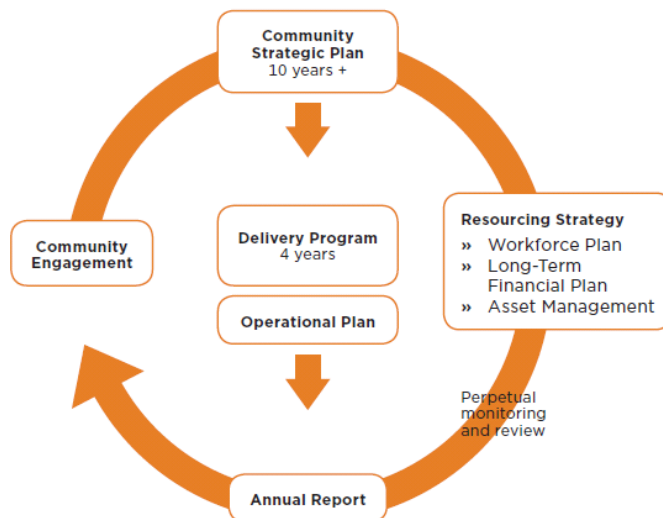 Community
Strategic Plan
10 years +
Community
Engagement
Delivery Program
4 years
Operational Plan
Resourcing Strategy
» Workforce Plan
» Long-Term
Financial Plan
» Asset Management
Perpetual
monitoring
and review
Annual Report